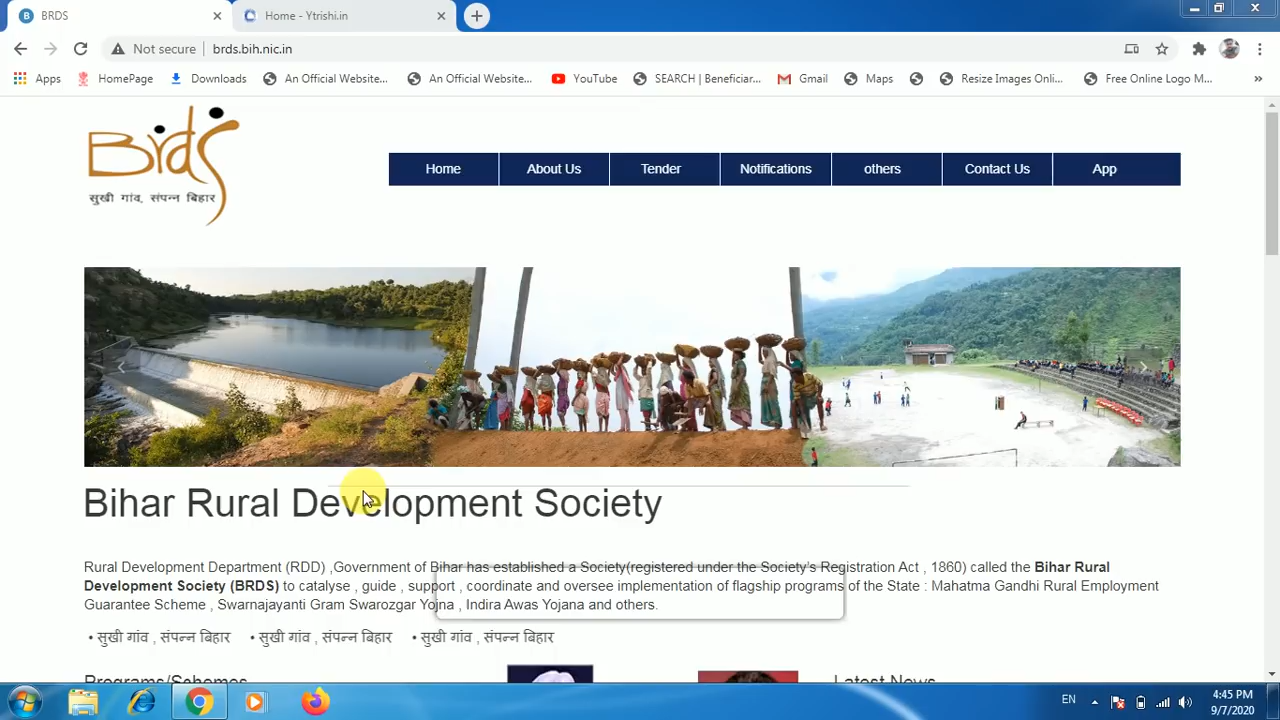 BRDS
Home - Ytrishi.in
Not secure
brds.bih.nic.in
Apps
HomePage
Downloads
An Official Website...
An Official Website...
YouTube
SEARCH | Beneficiar...
Gmail
Maps
Resize Images Onli...
Free Online Logo M...
»
Brds
सुखी गांव, संपन्न बिहार
Home
About Us
Tender
Notifications
others
Contact Us
App
Bihar Rural Development Society
Rural Development Department (RDD) ,Government of Bihar has established a Society(registered under the Society's Registration Act , 1860) called the Bihar Rural
Development Society (BRDS) to catalyse , guide , support , coordinate and oversee implementation of flagship programs of the State : Mahatma Gandhi Rural Employment
Guarantee Scheme , Swarnajayanti Gram Swarozgar Yojna , Indira Awas Yojana and others.
• सुखी गांव , संपन्न बिहार • सुखी गांव , संपन्न बिहार • सुखी गांव , संपन्न बिहार
Programs/Schemes
Latest News
EN
4:45 PM
9/7/2020